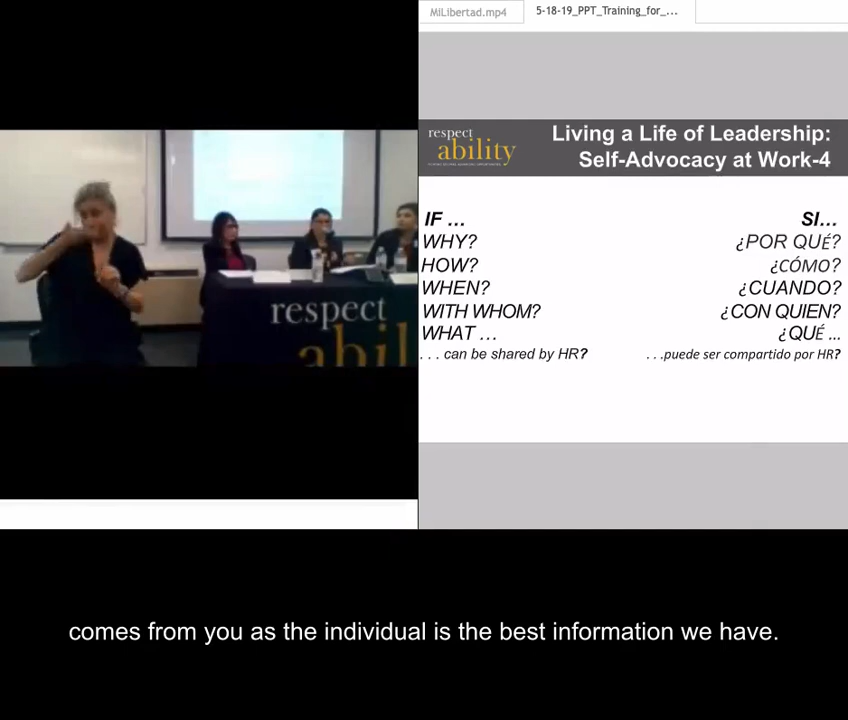 MiLibertad.mp4
5-18-19_PPT_Training_for_...
respect
ability
Living a Life of Leadership:
Self-Advocacy at Work-4
IF ...
WHY?
HOW?
WHEN?
WITH WHOM?
WHAT ...
. . . can be shared by HR?
SI...
¿POR QUÉ?
¿CÓMO?
¿CUANDO?
¿CON QUIEN?
¿QUÉ ...
. . .puede ser compartido por HR?
respect
abil
comes from you as the individual is the best information we have.